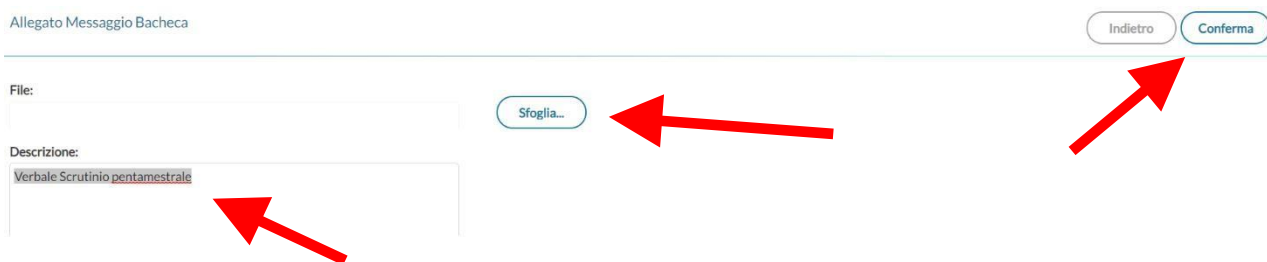 Allegato Messaggio Bacheca
Indietro
Conferma
File:
Sfoglia...
Descrizione:
Verbale Scrutinio pentamestrale